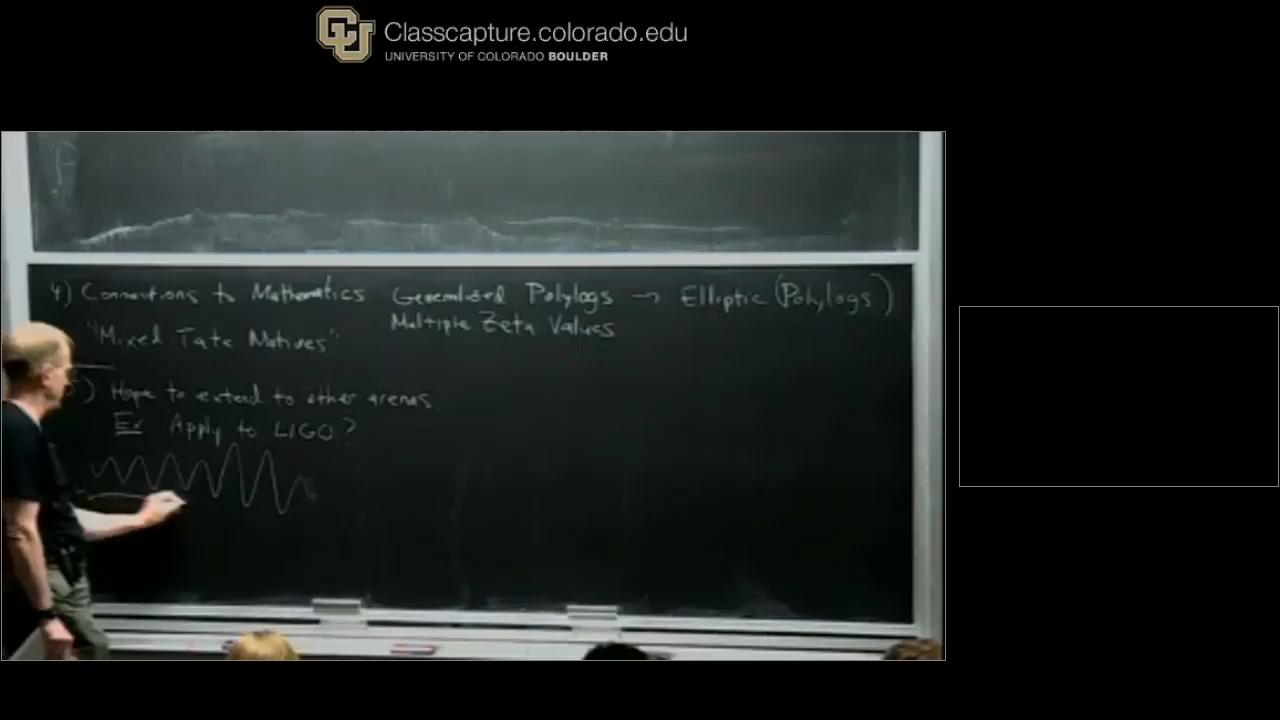 Classcapture.colorado.edu
UNIVERSITY OF COLORADO BOULDER
4) Connections to Mathematics Generalized Polylogs → Elliptic (Polylogs)
"Mixed Tate Motives" Multiple Zeta Values
5) Hope to extend to other arenas
Ex Apply to LIGO?